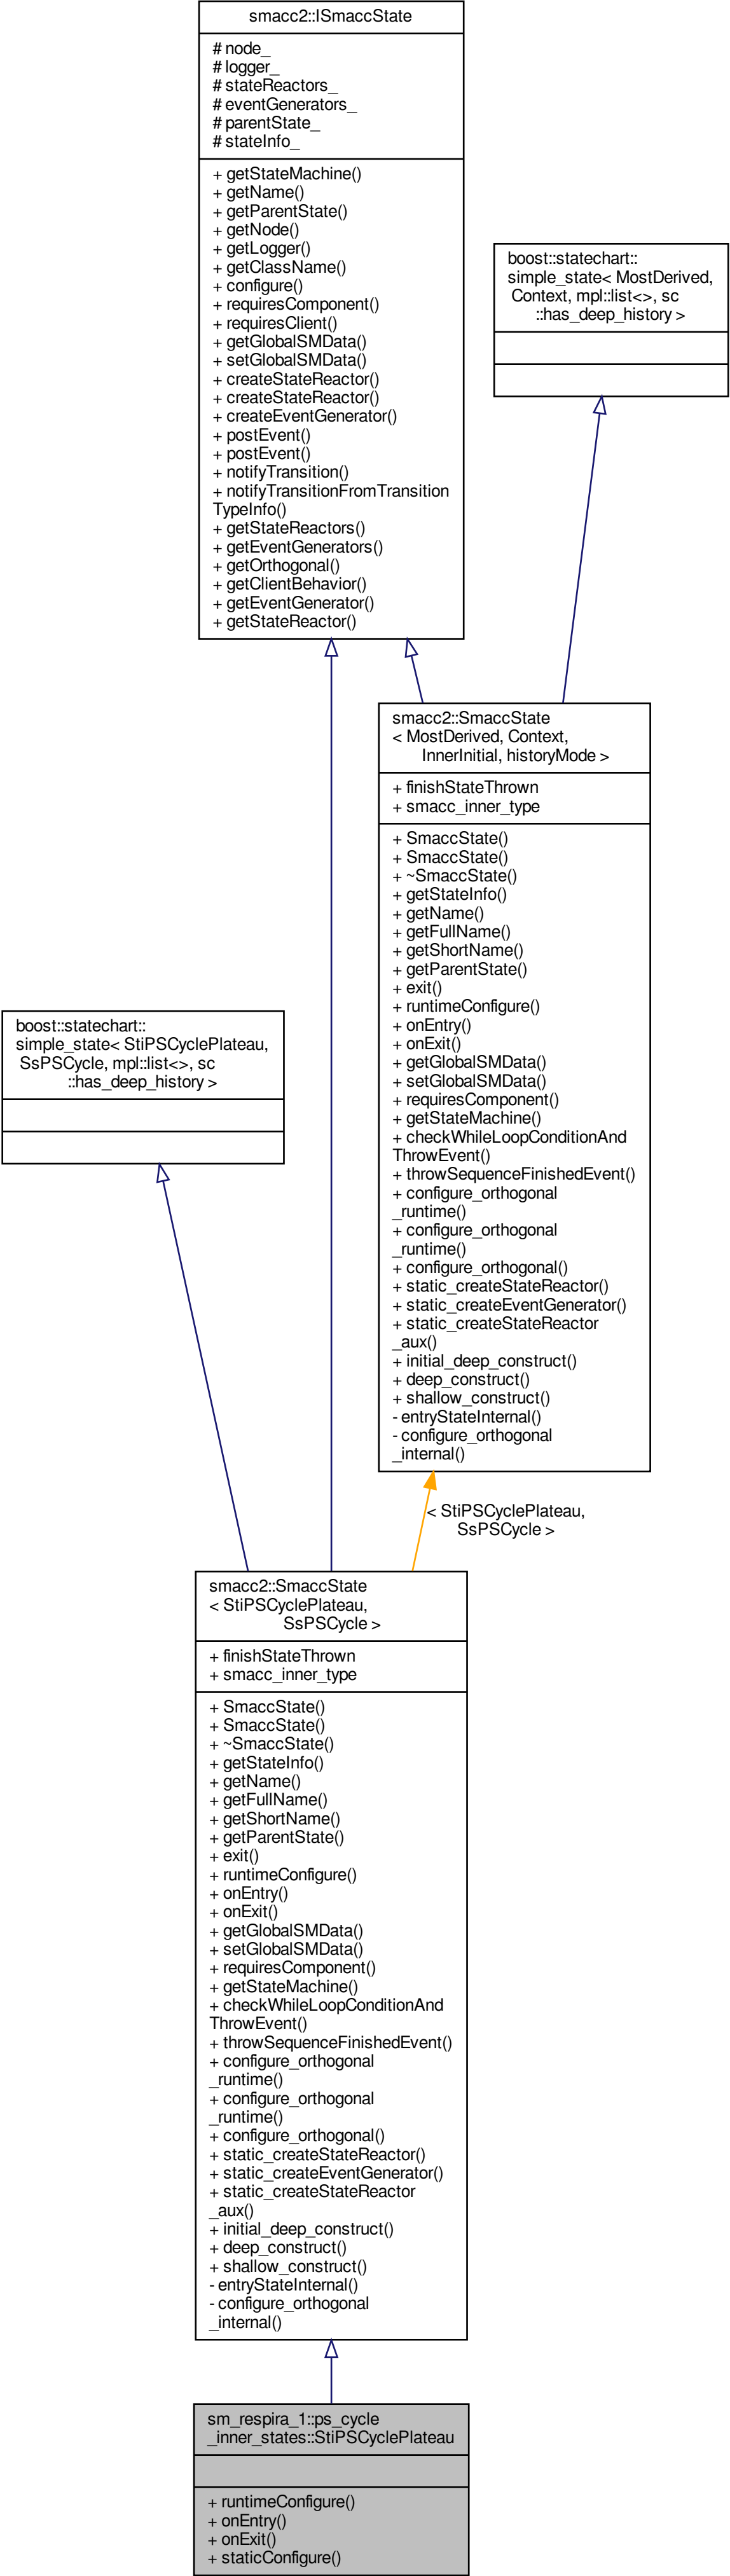 smacc2::ISmaccState
# node_
# logger_
# stateReactors_
# eventGenerators_
# parentState_
# stateInfo_
+ getStateMachine()
+ getName()
+ getParentState()
+ getNode()
+ getLogger()
+ getClassName()
+ configure()
+ requiresComponent()
+ requiresClient()
+ getGlobalSMData()
+ setGlobalSMData()
+ createStateReactor()
+ createStateReactor()
+ createEventGenerator()
+ postEvent()
+ postEvent()
+ notifyTransition()
+ notifyTransitionFromTransition
TypeInfo()
+ getStateReactors()
+ getEventGenerators()
+ getOrthogonal()
+ getClientBehavior()
+ getEventGenerator()
+ getStateReactor()
boost::statechart::
simple_state< MostDerived,
Context, mpl::list<>, sc
::has_deep_history >
smacc2::SmaccState
< MostDerived, Context,
InnerInitial, historyMode >
+ finishStateThrown
+ smacc_inner_type
+ SmaccState()
+ SmaccState()
+ ~SmaccState()
+ getStateInfo()
+ getName()
+ getFullName()
+ getShortName()
+ getParentState()
+ exit()
+ runtimeConfigure()
+ onEntry()
+ onExit()
+ getGlobalSMData()
+ setGlobalSMData()
+ requiresComponent()
+ getStateMachine()
+ checkWhileLoopConditionAnd
ThrowEvent()
+ throwSequenceFinishedEvent()
+ configure_orthogonal
_runtime()
+ configure_orthogonal
_runtime()
+ configure_orthogonal()
+ static_createStateReactor()
+ static_createEventGenerator()
+ static_createStateReactor
_aux()
+ initial_deep_construct()
+ deep_construct()
+ shallow_construct()
- entryStateInternal()
- configure_orthogonal
_internal()
boost::statechart::
simple_state< StiPSCyclePlateau,
SsPSCycle, mpl::list<>, sc
::has_deep_history >
< StiPSCyclePlateau,
SsPSCycle >
smacc2::SmaccState
< StiPSCyclePlateau,
SsPSCycle >
+ finishStateThrown
+ smacc_inner_type
+ SmaccState()
+ SmaccState()
+ ~SmaccState()
+ getStateInfo()
+ getName()
+ getFullName()
+ getShortName()
+ getParentState()
+ exit()
+ runtimeConfigure()
+ onEntry()
+ onExit()
+ getGlobalSMData()
+ setGlobalSMData()
+ requiresComponent()
+ getStateMachine()
+ checkWhileLoopConditionAnd
ThrowEvent()
+ throwSequenceFinishedEvent()
+ configure_orthogonal
_runtime()
+ configure_orthogonal
_runtime()
+ configure_orthogonal()
+ static_createStateReactor()
+ static_createEventGenerator()
+ static_createStateReactor
_aux()
+ initial_deep_construct()
+ deep_construct()
+ shallow_construct()
- entryStateInternal()
- configure_orthogonal
_internal()
sm_respira_1::ps_cycle
_inner_states::StiPSCyclePlateau
+ runtimeConfigure()
+ onEntry()
+ onExit()
+ staticConfigure()